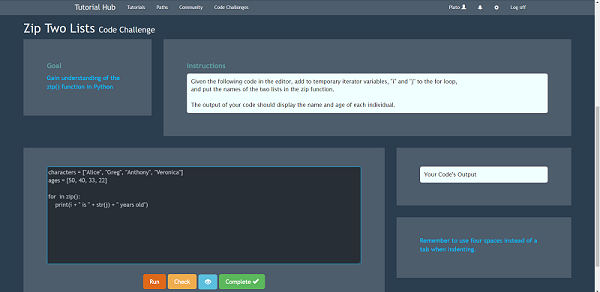 Tutorial Hub Tutorials Paths Community Code Challenges Plato Log off
Zip Two Lists Code Challenge
Goal
Gain understanding of the
zip() function in Python
Instructions
Given the following code in the editor, add to temporary iterator variables, "i" and "j" to the for loop,
and put the names of the two lists in the zip function.
The output of your code should display the name and age of each individual.
characters = ["Alice", "Greg", "Anthony", "Veronica"]
ages = [50, 40, 33, 22]
for in zip():
print(i + " is " + str(j) + " years old")
Your Code's Output
Remember to use four spaces instead of a
tab when indenting.
Run Check Complete